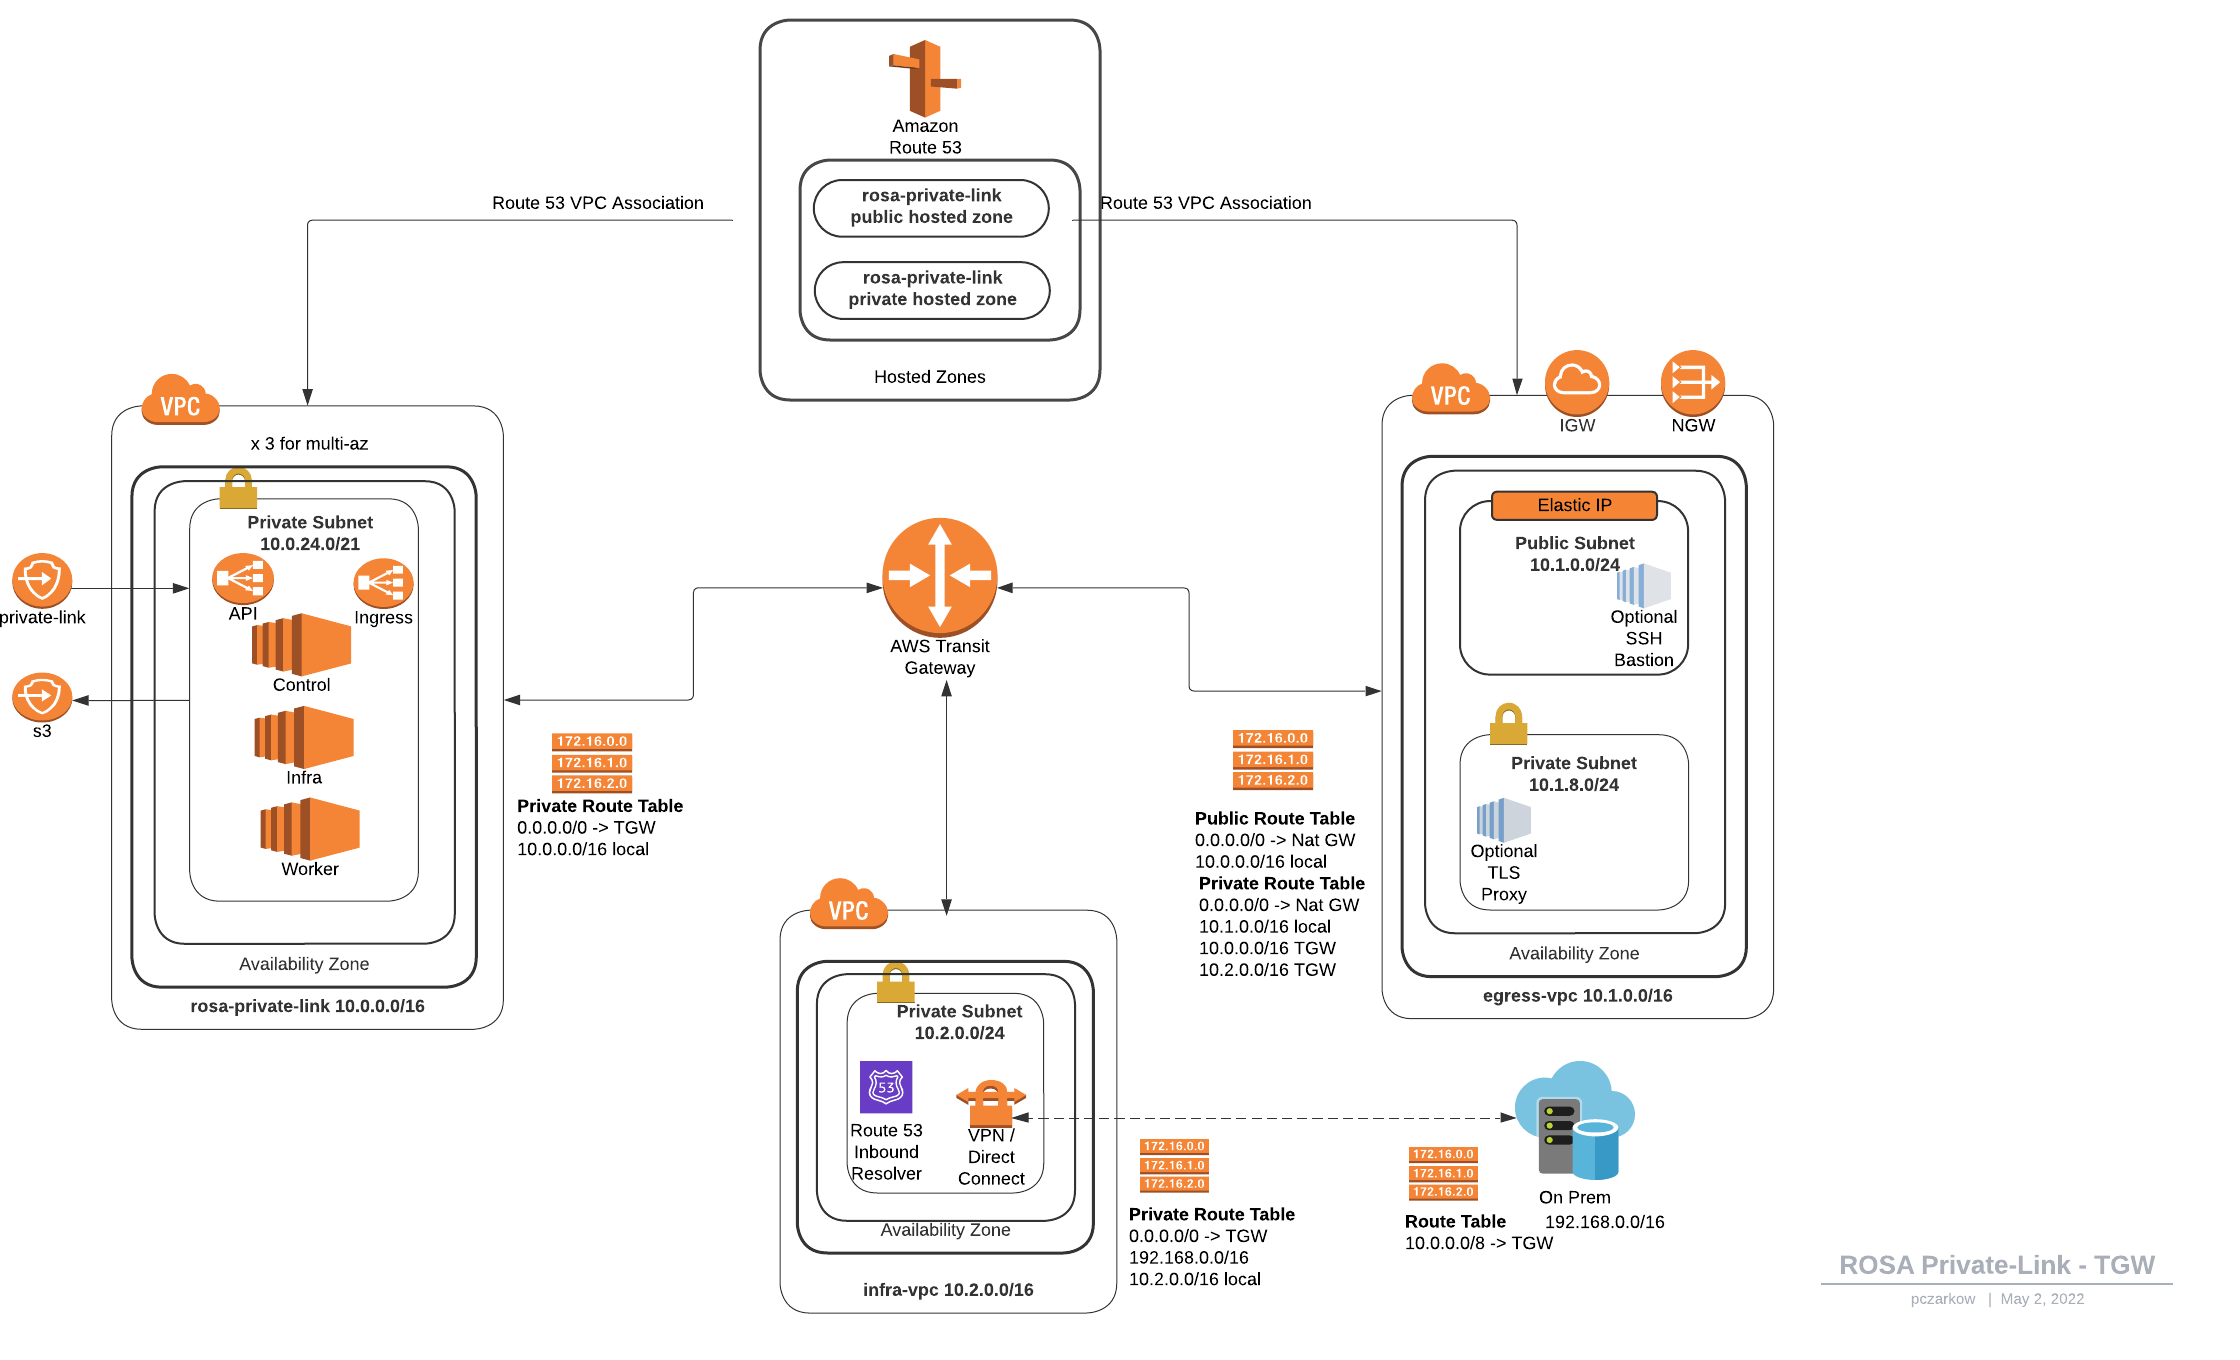 Amazon
Route 53
rosa-private-link
public hosted zone
rosa-private-link
private hosted zone
Hosted Zones
Route 53 VPC Association
Route 53 VPC Association
VPC
x 3 for multi-az
Private Subnet
10.0.24.0/21
API
Ingress
Control
Infra
Worker
Availability Zone
rosa-private-link 10.0.0.0/16
private-link
s3
172.16.0.0
172.16.1.0
172.16.2.0
Private Route Table
0.0.0.0/0 -> TGW
10.0.0.0/16 local
AWS Transit
Gateway
VPC
IGW
NGW
Elastic IP
Public Subnet
10.1.0.0/24
Optional
SSH
Bastion
Private Subnet
10.1.8.0/24
Optional
TLS
Proxy
Availability Zone
egress-vpc 10.1.0.0/16
172.16.0.0
172.16.1.0
172.16.2.0
Public Route Table
0.0.0.0/0 -> Nat GW
10.0.0.0/16 local
Private Route Table
0.0.0.0/0 -> Nat GW
10.1.0.0/16 local
10.0.0.0/16 TGW
10.2.0.0/16 TGW
VPC
Private Subnet
10.2.0.0/24
53
Route 53
Inbound
Resolver
VPN /
Direct
Connect
Availability Zone
infra-vpc 10.2.0.0/16
172.16.0.0
172.16.1.0
172.16.2.0
Private Route Table
0.0.0.0/0 -> TGW
192.168.0.0/16
10.2.0.0/16 local
172.16.0.0
172.16.1.0
172.16.2.0
Route Table
10.0.0.0/8 -> TGW
On Prem
192.168.0.0/16
ROSA Private-Link - TGW
pczarkow | May 2, 2022